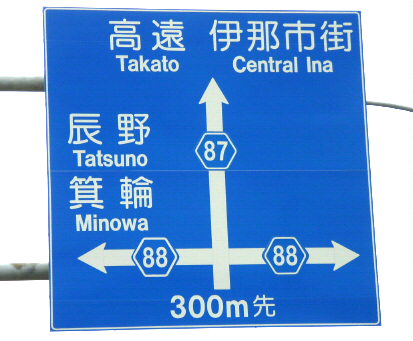 高遠 伊那市街
Takato Central Ina
辰野
Tatsuno
87
箕輪
Minowa
88 88
300m先